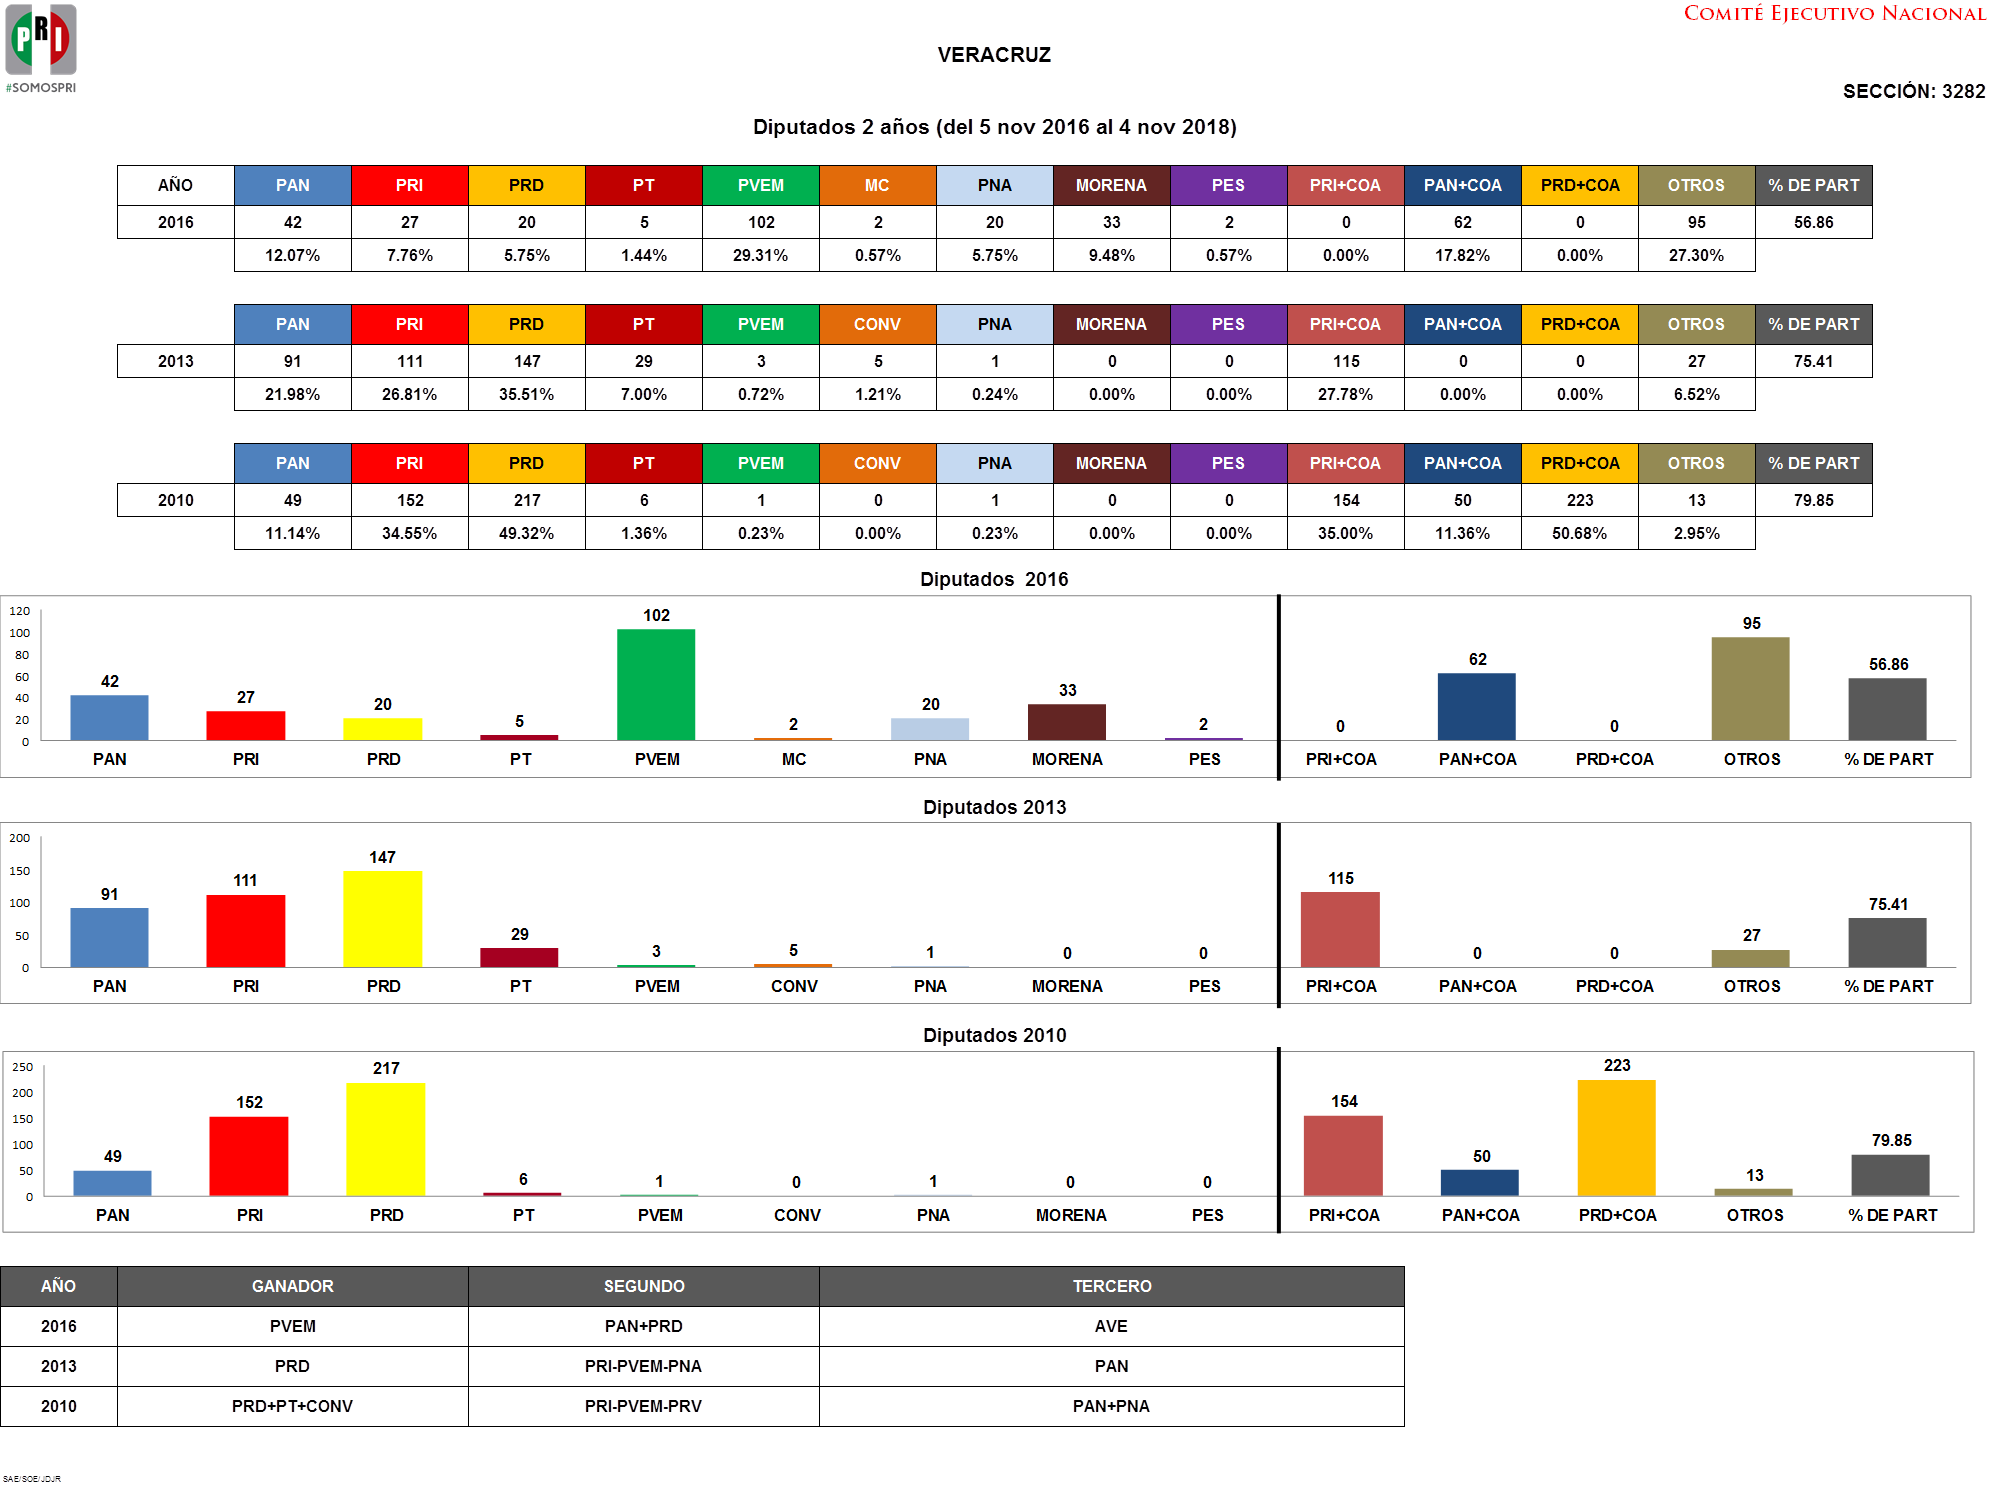 PRI
#SOMOSPRI
COMITÉ EJECUTIVO NACIONAL
VERACRUZ
SECCIÓN: 3282
Diputados 2 años (del 5 nov 2016 al 4 nov 2018)
AÑO PAN PRI PRD PT PVEM MC PNA MORENA PES PRI+COA PAN+COA PRD+COA OTROS % DE PART
2016 42 27 20 5 102 2 20 33 2 0 62 0 95 56.86
12.07% 7.76% 5.75% 1.44% 29.31% 0.57% 5.75% 9.48% 0.57% 0.00% 17.82% 0.00% 27.30%
PAN PRI PRD PT PVEM CONV PNA MORENA PES PRI+COA PAN+COA PRD+COA OTROS % DE PART
2013 91 111 147 29 3 5 1 0 0 115 0 0 27 75.41
21.98% 26.81% 35.51% 7.00% 0.72% 1.21% 0.24% 0.00% 0.00% 27.78% 0.00% 0.00% 6.52%
PAN PRI PRD PT PVEM CONV PNA MORENA PES PRI+COA PAN+COA PRD+COA OTROS % DE PART
2010 49 152 217 6 1 0 1 0 0 154 50 223 13 79.85
11.14% 34.55% 49.32% 1.36% 0.23% 0.00% 0.23% 0.00% 0.00% 35.00% 11.36% 50.68% 2.95%
Diputados 2016
120
100
80
60
40
20
0
42 27 20 5 102 2 20 33 2 0 62 0 95 56.86
PAN PRI PRD PT PVEM MC PNA MORENA PES PRI+COA PAN+COA PRD+COA OTROS % DE PART
Diputados 2013
200
150
100
50
0
91 111 147 29 3 5 1 0 0 115 0 0 27 75.41
PAN PRI PRD PT PVEM CONV PNA MORENA PES PRI+COA PAN+COA PRD+COA OTROS % DE PART
Diputados 2010
250
200
150
100
50
0
49 152 217 6 1 0 1 0 0 154 50 223 13 79.85
PAN PRI PRD PT PVEM CONV PNA MORENA PES PRI+COA PAN+COA PRD+COA OTROS % DE PART
AÑO GANADOR SEGUNDO TERCERO
2016 PVEM PAN+PRD AVE
2013 PRD PRI-PVEM-PNA PAN
2010 PRD+PT+CONV PRI-PVEM-PRV PAN+PNA
SAE/SOE/JDJR